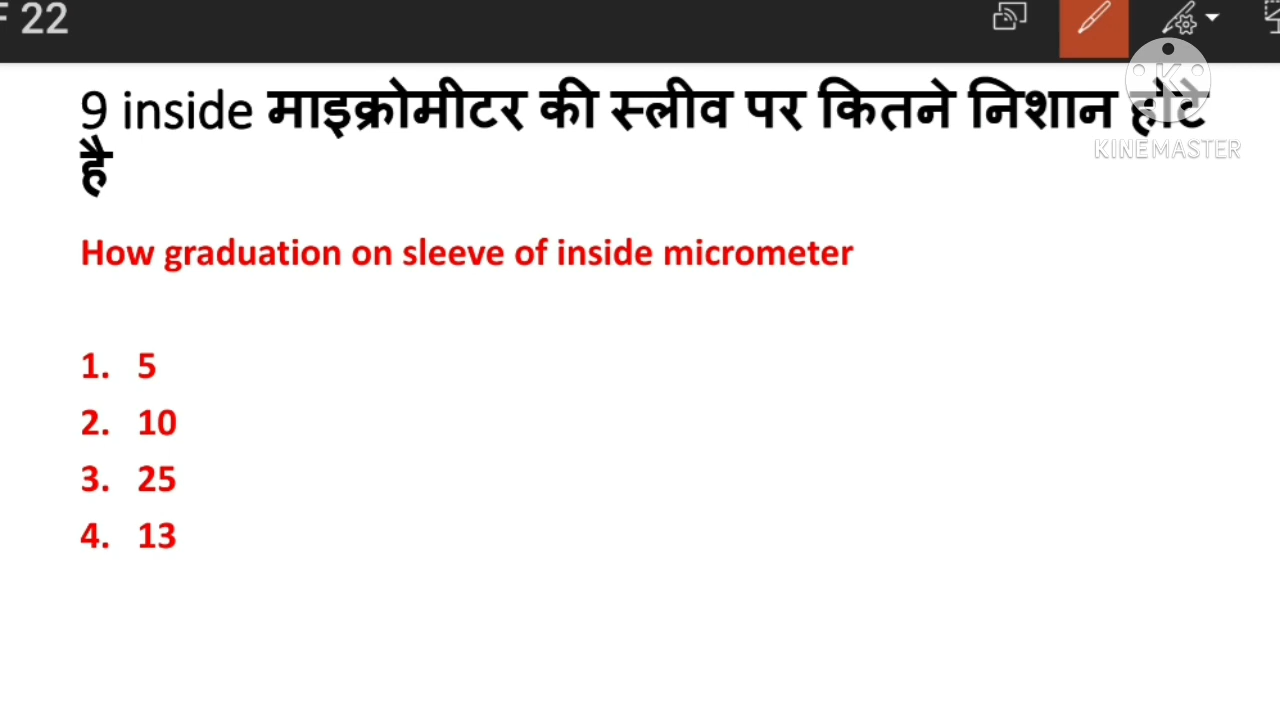 F 22
9 inside माइक्रोमीटर की स्लीव पर कितने निशान होटे
है
KINEMASTER
How graduation on sleeve of inside micrometer
1. 5
2. 10
3. 25
4. 13